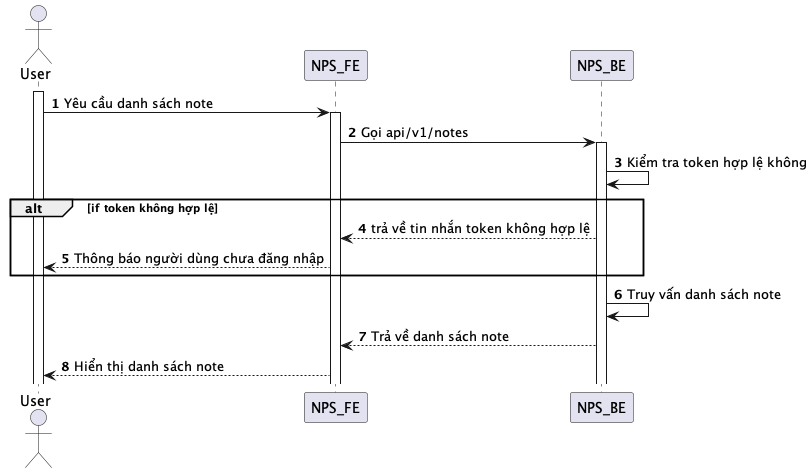 User
NPS_FE
NPS_BE
1 Yêu cầu danh sách note
2 Gọi api/v1/notes
3 Kiểm tra token hợp lệ không
alt [if token không hợp lệ]
4 trả về tin nhắn token không hợp lệ
5 Thông báo người dùng chưa đăng nhập
6 Truy vấn danh sách note
7 Trả về danh sách note
8 Hiển thị danh sách note
User
NPS_FE
NPS_BE